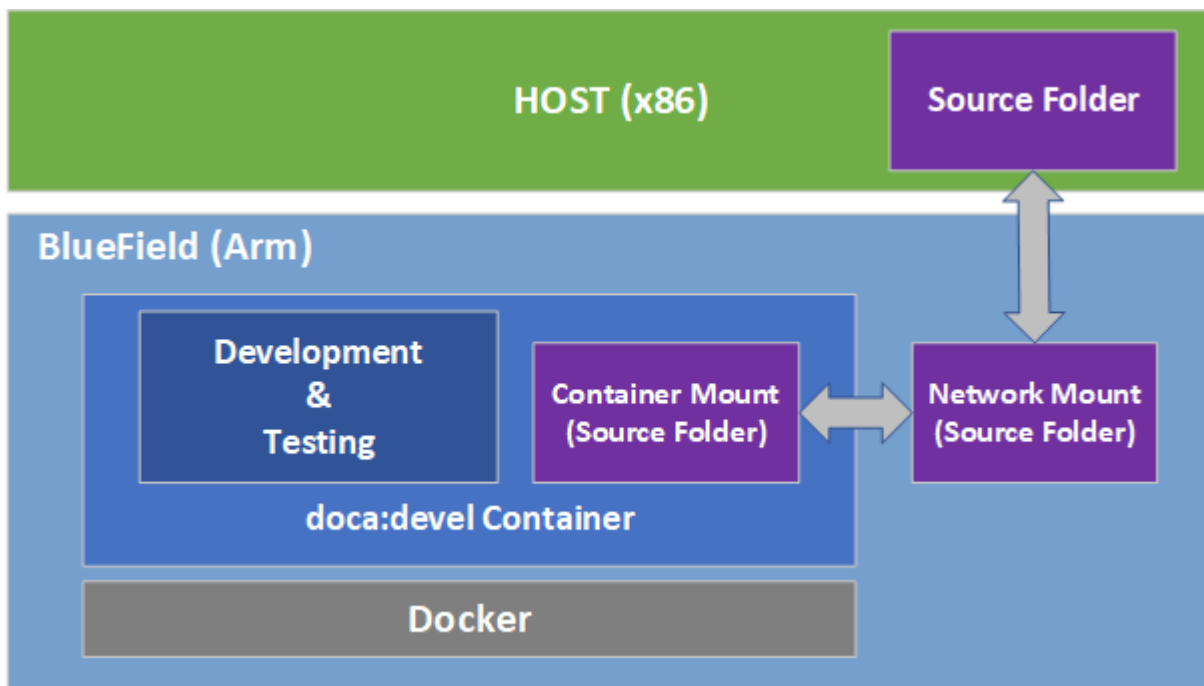 HOST (x86)
Source Folder
BlueField (Arm)
Development
&
Testing
Container Mount
(Source Folder)
Network Mount
(Source Folder)
doca:devel Container
Docker